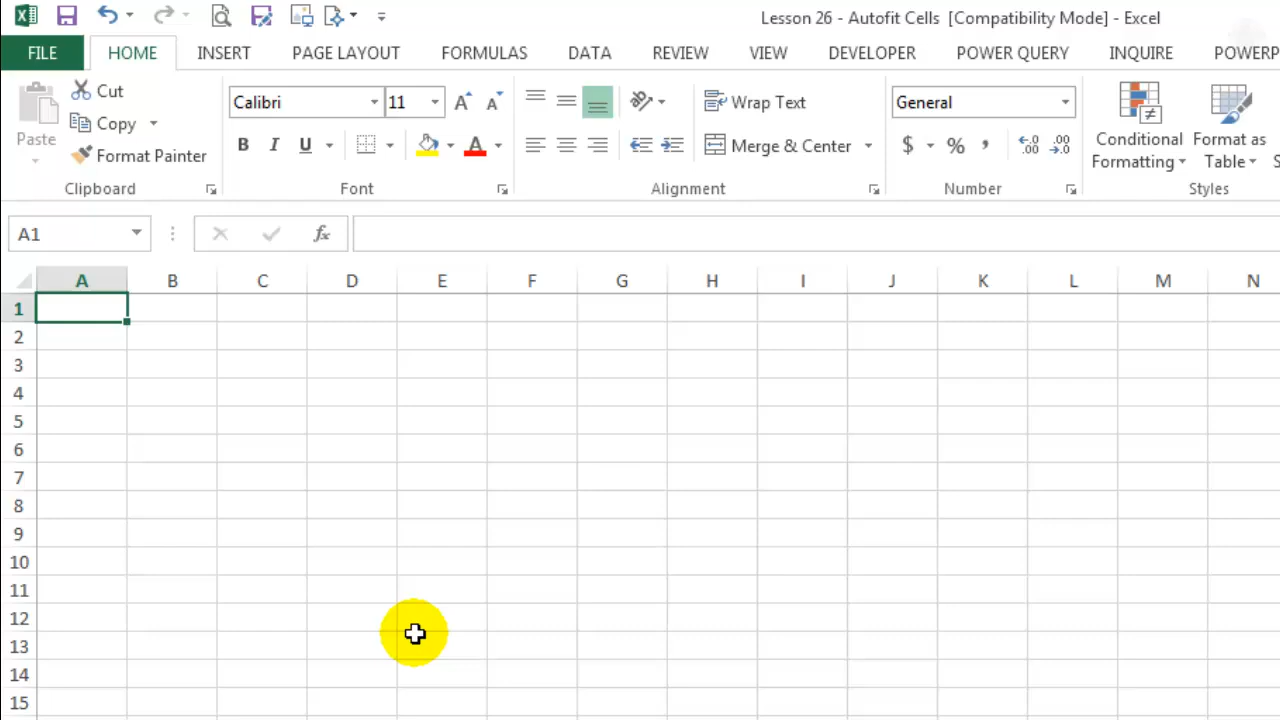 Lesson 26 - Autofit Cells [Compatibility Mode] - Excel
FILE HOME INSERT PAGE LAYOUT FORMULAS DATA REVIEW VIEW DEVELOPER POWER QUERY INQUIRE POWERP
Paste
Cut
Copy
Format Painter
Clipboard
Calibri 11
B I U A
Font
Wrap Text
Merge & Center
Alignment
General
$ % , .00 .0
Number
Conditional Formatting
Format as Table
Styles
A1 fx
A B C D E F G H I J K L M N
1
2
3
4
5
6
7
8
9
10
11
12
13
14
15